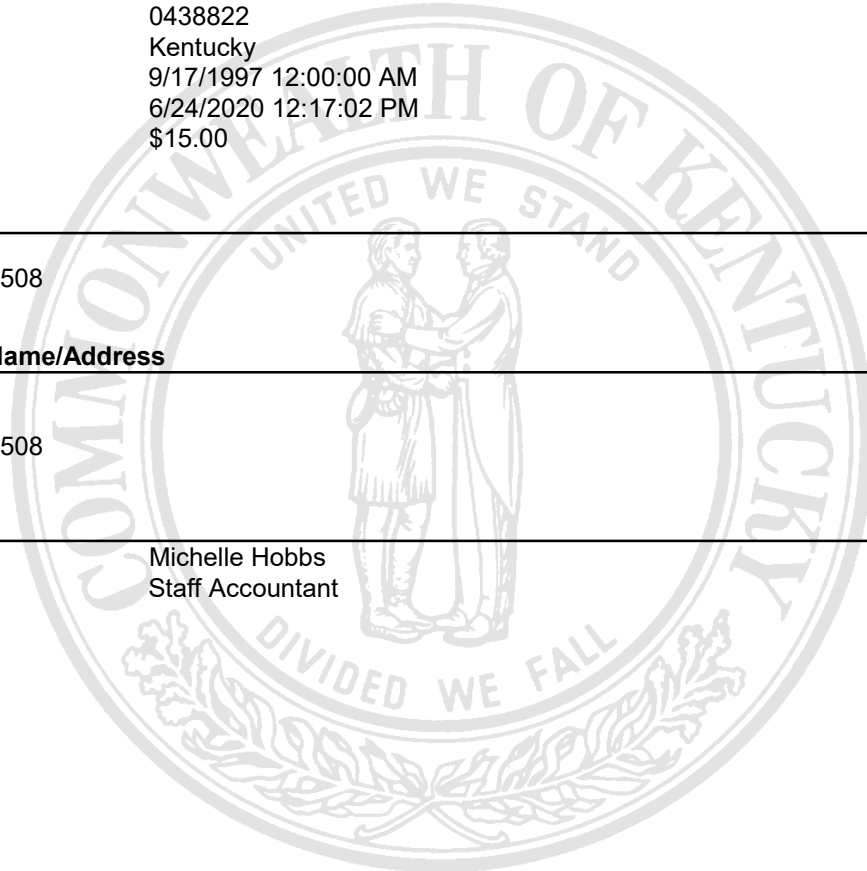 0438822
Kentucky
9/17/1997 12:00:00 AM
6/24/2020 12:17:02 PM
$15.00
COMMONWEALTH OF KENTUCKY
UNITED WE STAND
508
Name/Address
508
Michelle Hobbs
Staff Accountant
DIVIDED WE FALL